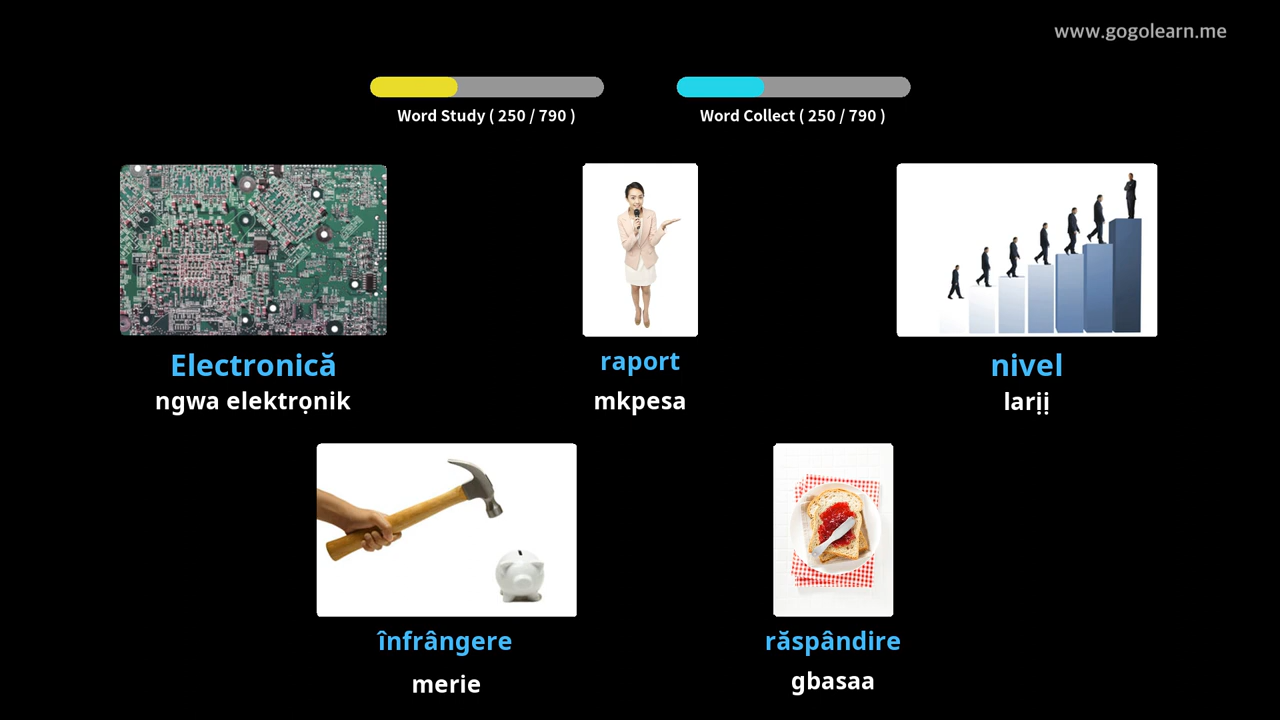 www.gogolearn.me
Word Study ( 250 / 790 )
Word Collect ( 250 / 790 )
Electronică
ngwa elektrọnik
raport
mkpesa
nivel
larịị
înfrângere
merie
răspândire
gbasaa